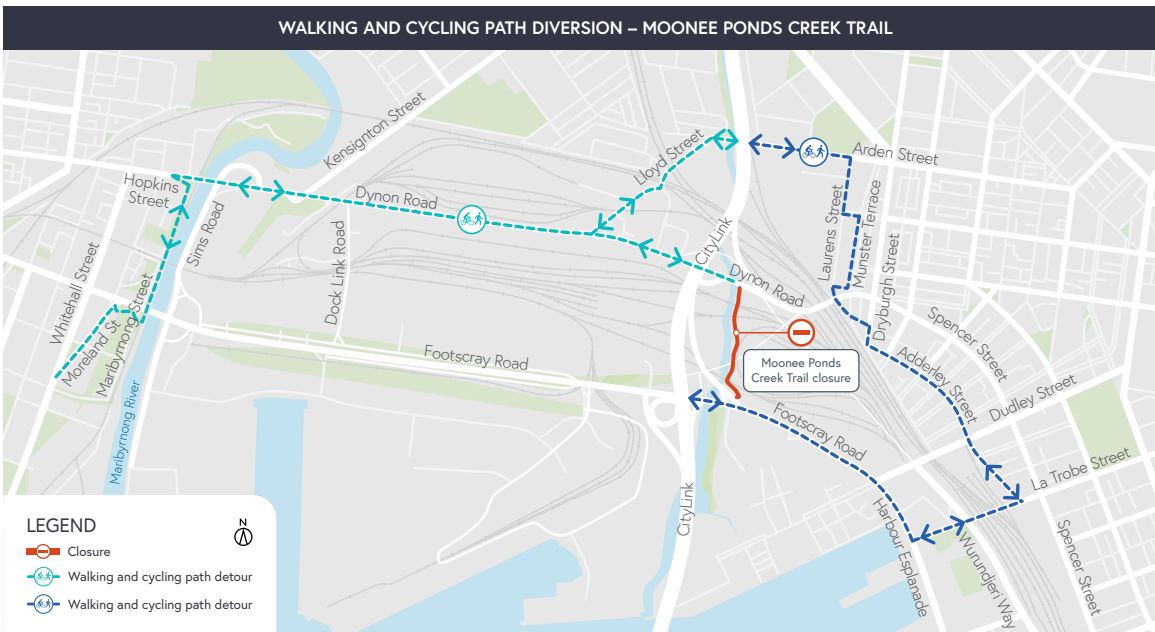 WALKING AND CYCLING PATH DIVERSION – MOONEE PONDS CREEK TRAIL
Kensignton Street
Lloyd Street
Arden Street
Hopkins
Street
Dynon Road
Sims Road
Laurens Street
Munster Terrace
CityLink
Dock Link Road
Whitehall Street
Dryburgh Street
Dynon Road
Maribyrnong Street
Moreland St
Spencer Street
Footscray Road
Moonee Ponds
Creek Trail closure
Adderley Street
Dudley Street
Maribyrnong River
Footscray Road
La Trobe Street
CityLink
Harbour Esplanade
Wurundjeri Way
Spencer Street
LEGEND
N
Closure
Walking and cycling path detour
Walking and cycling path detour